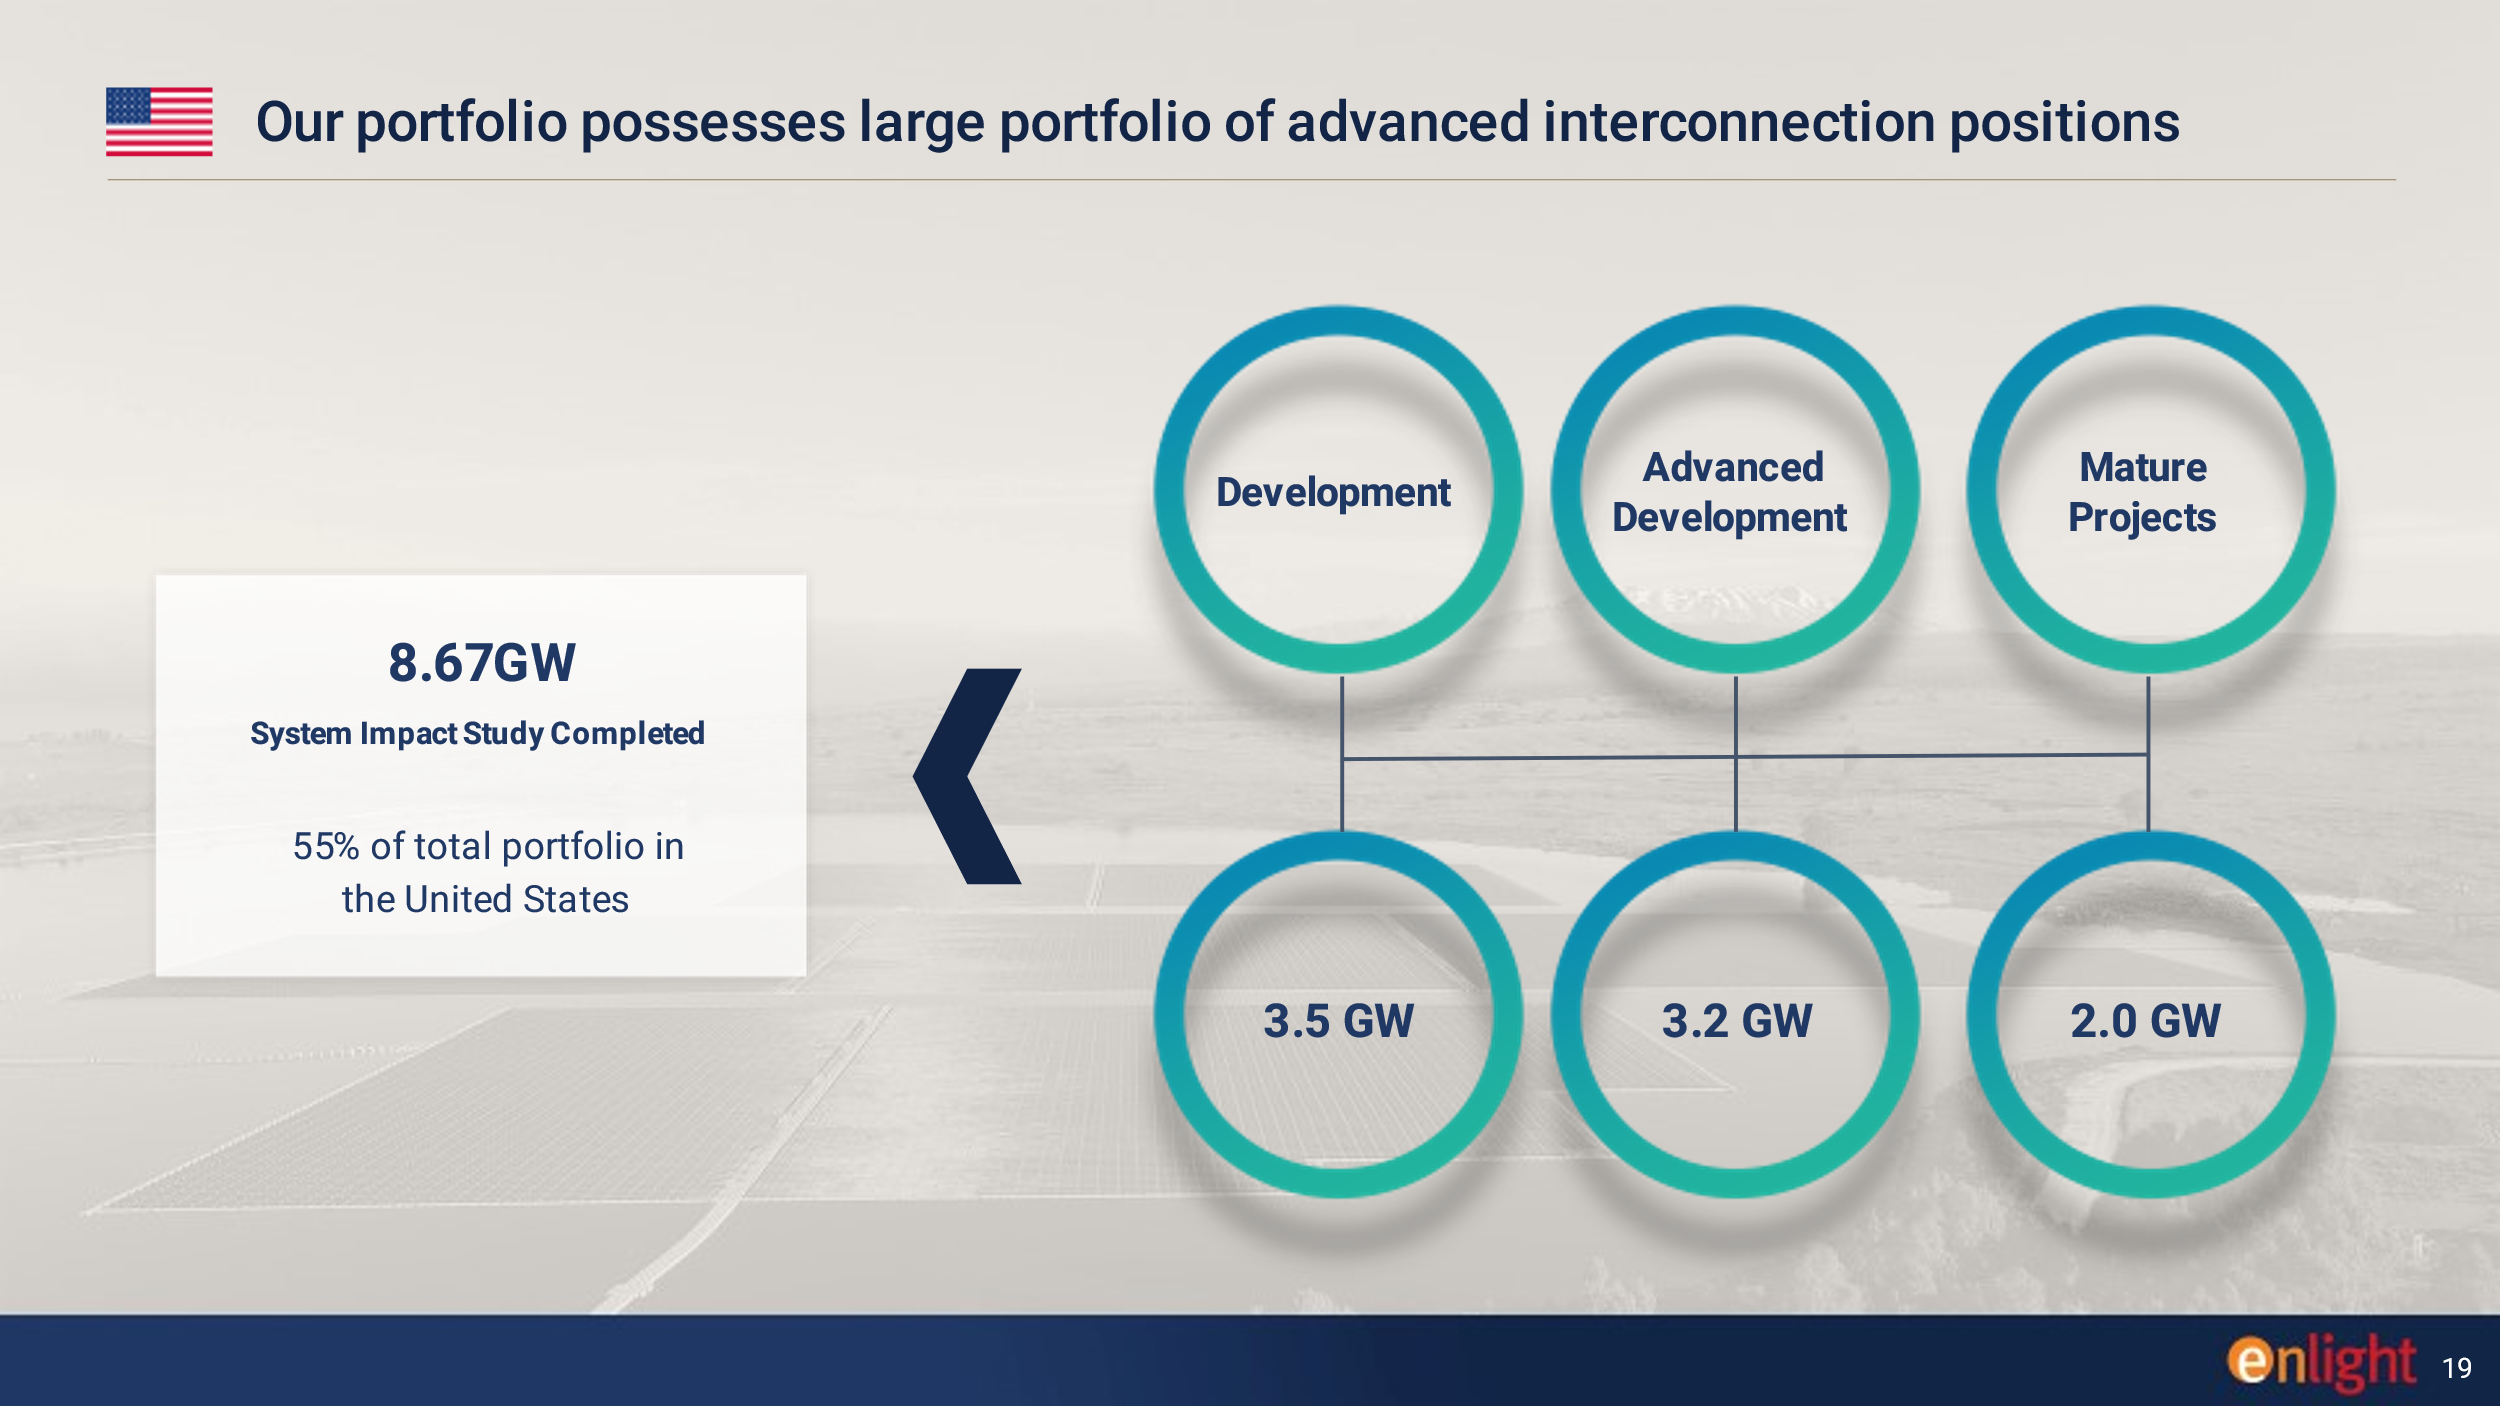 Our portfolio possesses large portfolio of advanced interconnection positions
Development
Advanced
Development
Mature
Projects
8.67GW
System Impact Study Completed
55% of total portfolio in
the United States
3.5 GW
3.2 GW
2.0 GW
enlight
19